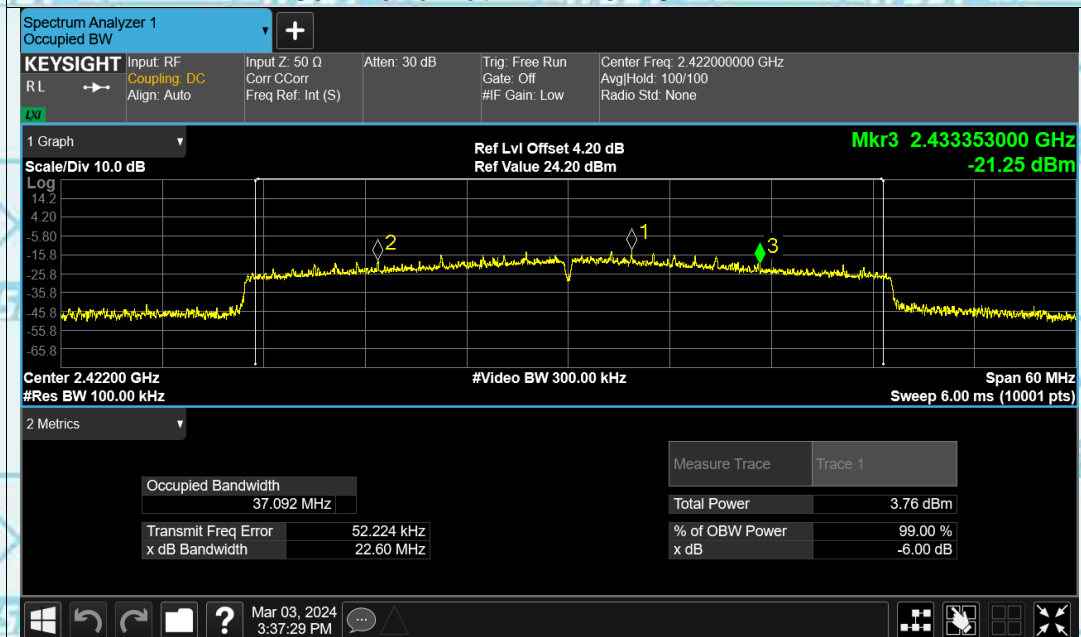 Spectrum Analyzer 1
Occupied BW
+
KEYSIGHT
R L
LXI
Input: RF
Coupling: DC
Align: Auto
Input Z: 50 Ω
Corr CCorr
Freq Ref: Int (S)
Atten: 30 dB
Trig: Free Run
Gate: Off
#IF Gain: Low
Center Freq: 2.422000000 GHz
Avg|Hold: 100/100
Radio Std: None
1 Graph
Scale/Div 10.0 dB
Ref Lvl Offset 4.20 dB
Ref Value 24.20 dBm
Mkr3 2.433353000 GHz
-21.25 dBm
Log
14.2
4.20
-5.80
-15.8
-25.8
-35.8
-45.8
-55.8
-65.8
2
1
3
Center 2.42200 GHz
#Res BW 100.00 kHz
#Video BW 300.00 kHz
Span 60 MHz
Sweep 6.00 ms (10001 pts)
2 Metrics
Occupied Bandwidth
37.092 MHz
Transmit Freq Error 52.224 kHz
x dB Bandwidth 22.60 MHz
Measure Trace Trace 1
Total Power 3.76 dBm
% of OBW Power 99.00 %
x dB -6.00 dB
?
Mar 03, 2024
3:37:29 PM